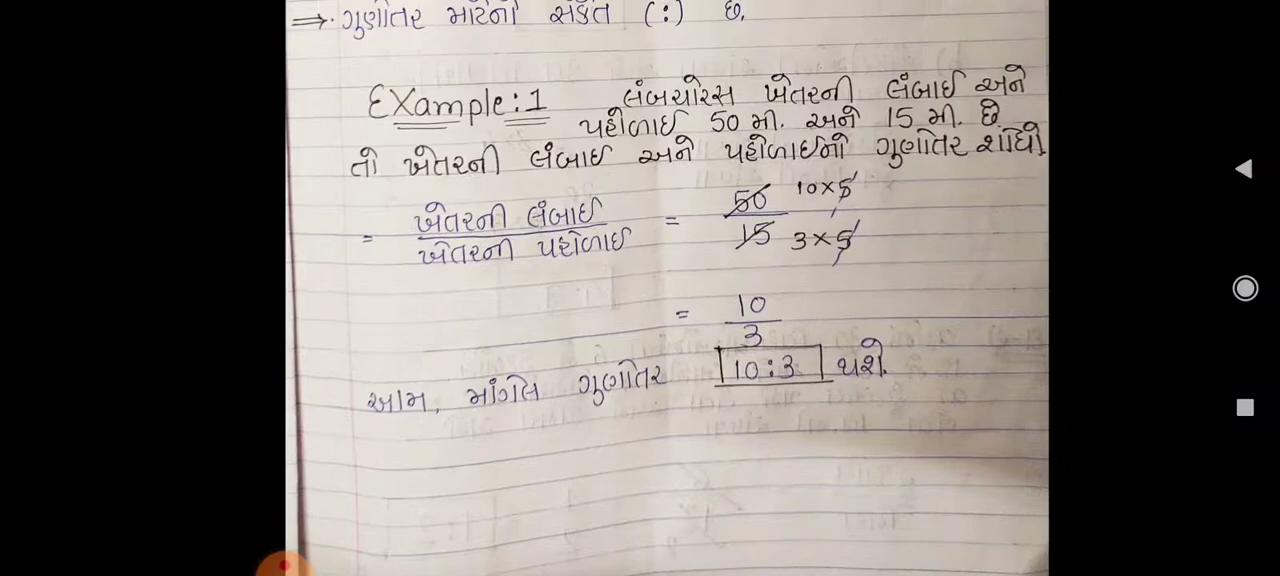 ⇒ ગુણોતર માટેનો સંકેત (:) છે.
Example:1 લંબચોરસ ખેતરની લંબાઈ અને
પહોળાઈ 50 મી. અને 15 મી. છે
તો ખેતરની લંબાઈ અને પહોળાઈનો ગુણોતર શોધો.
= ખેતરની લંબાઈ / ખેતરની પહોળાઈ = 50 10×5 / 15 3×5
= 10 / 3
આમ, માંગેલિ ગુણોતર 10:3 થશે.